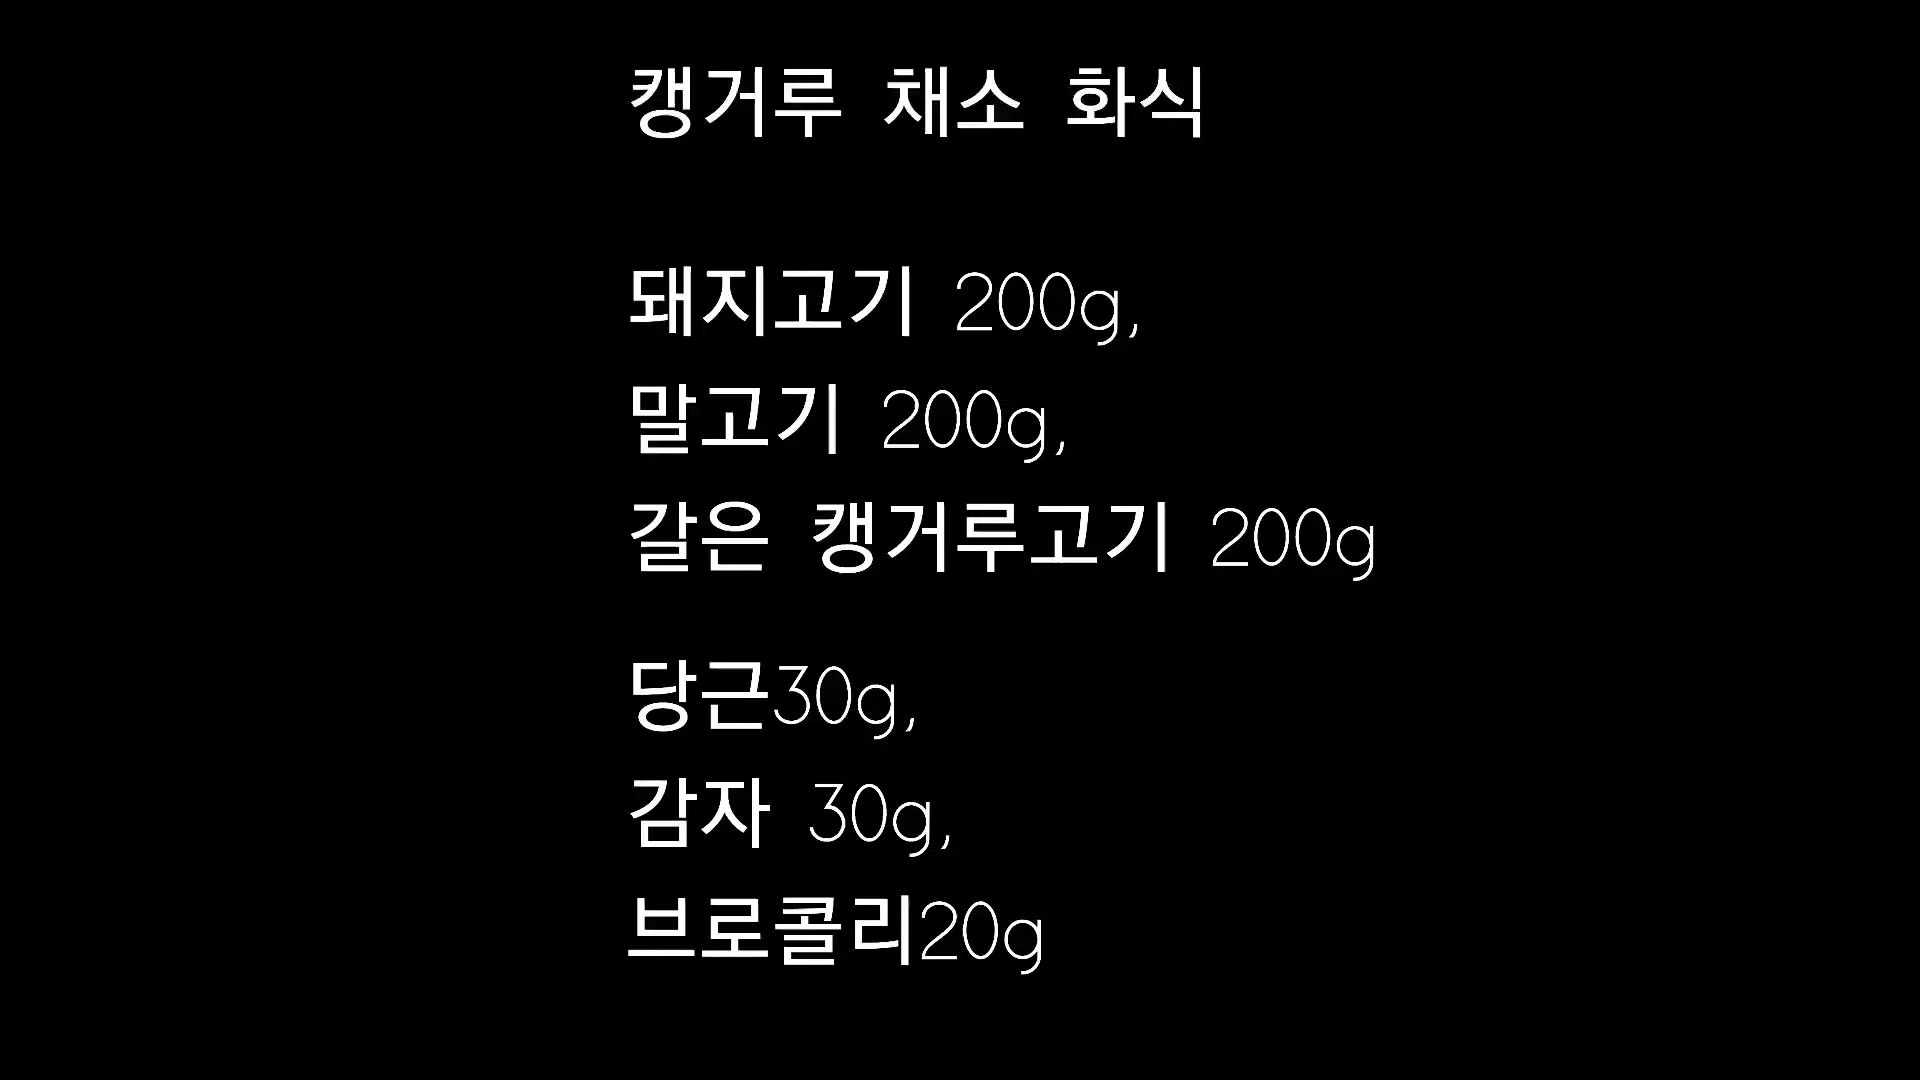 캥거루 채소 화식
돼지고기 200g,
말고기 200g,
갈은 캥거루고기 200g
당근30g,
감자 30g,
브로콜리20g